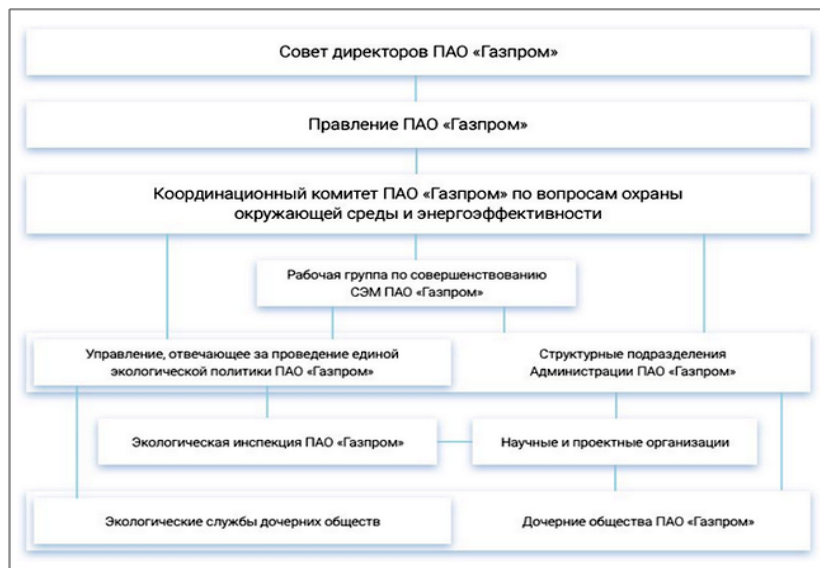 Совет директоров ПАО «Газпром»
Правление ПАО «Газпром»
Координационный комитет ПАО «Газпром» по вопросам охраны
окружающей среды и энергоэффективности
Рабочая группа по совершенствованию
СЭМ ПАО «Газпром»
Управление, отвечающее за проведение единой
экологической политики ПАО «Газпром»
Структурные подразделения
Администрации ПАО «Газпром»
Экологическая инспекция ПАО «Газпром»
Научные и проектные организации
Экологические службы дочерних обществ
Дочерние общества ПАО «Газпром»